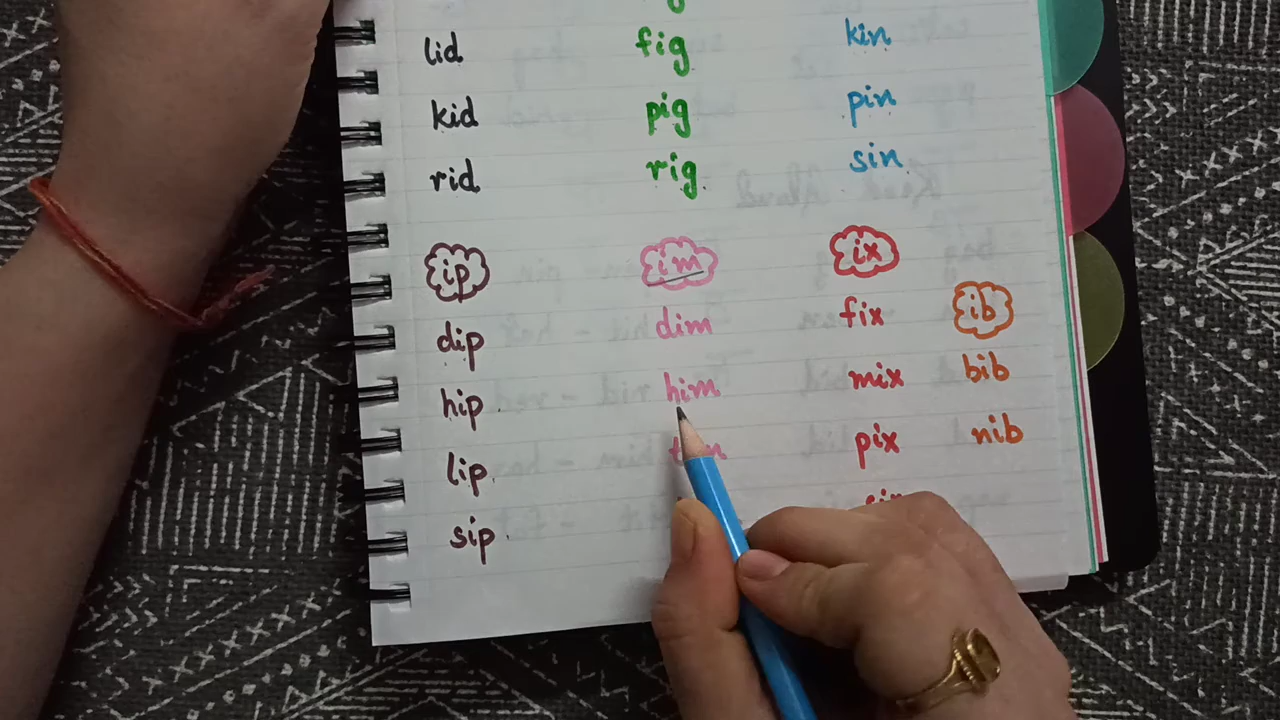 lid fig kin
kid pig pin
rid rig. sin
ip im ix
dip dim fix ib
hip him mix bib
lip pix nib
sip